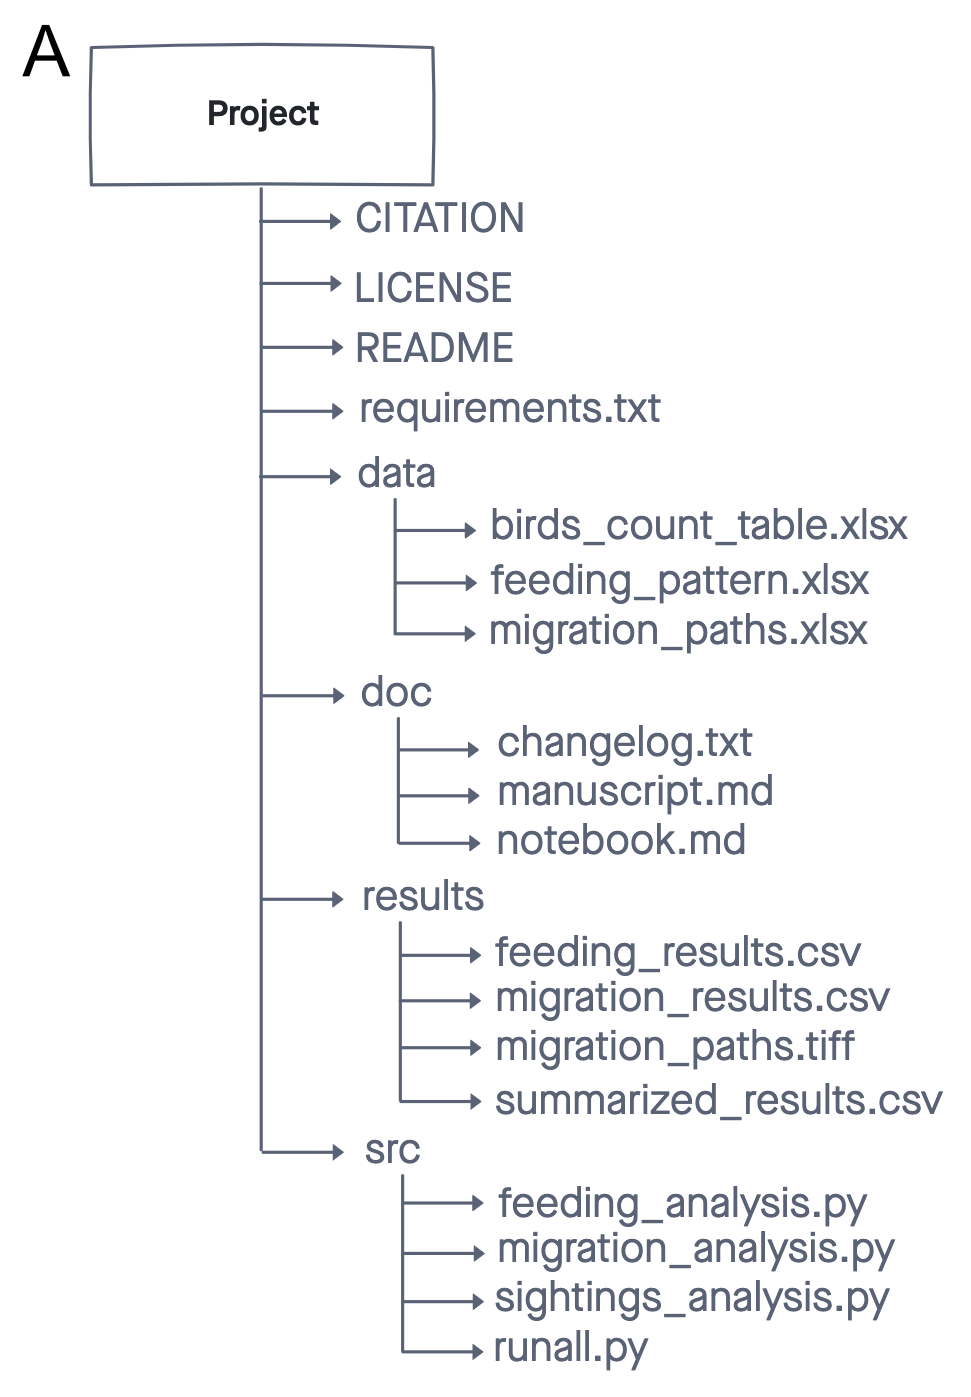 A
Project
CITATION
LICENSE
README
requirements.txt
data
birds_count_table.xlsx
feeding_pattern.xlsx
migration_paths.xlsx
doc
changelog.txt
manuscript.md
notebook.md
results
feeding_results.csv
migration_results.csv
migration_paths.tiff
summarized_results.csv
src
feeding_analysis.py
migration_analysis.py
sightings_analysis.py
runall.py